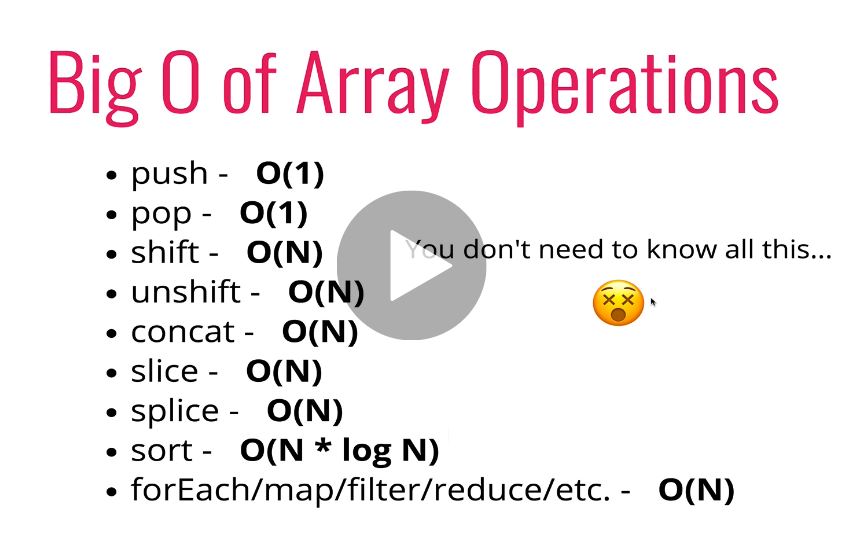 Big O of Array Operations
• push - O(1)
• pop - O(1)
• shift - O(N)
You don't need to know all this...
• unshift - O(N)
• concat - O(N)
• slice - O(N)
• splice - O(N)
• sort - O(N * log N)
• forEach/map/filter/reduce/etc. - O(N)